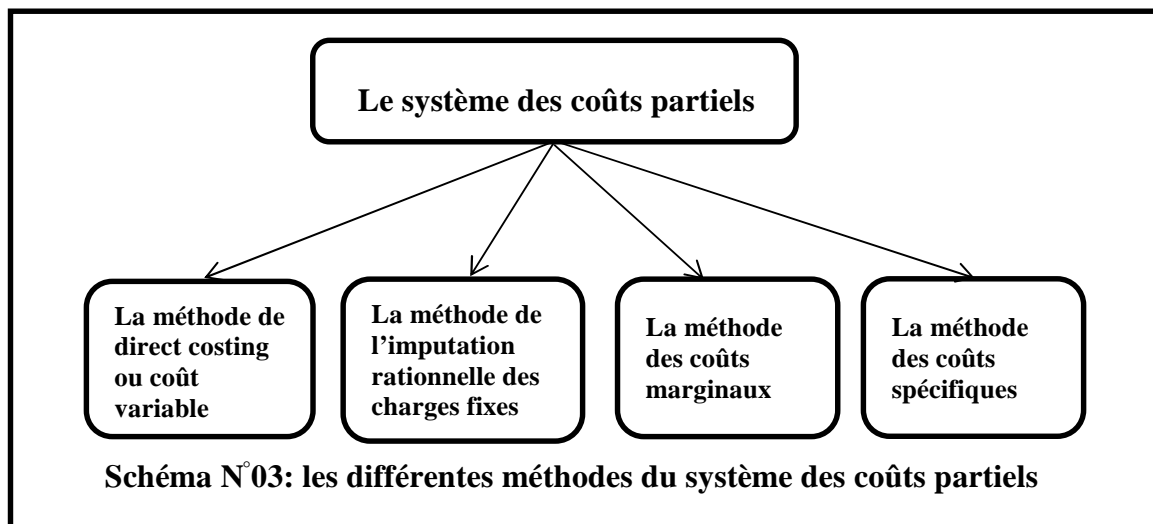 Le système des coûts partiels
La méthode de
direct costing
ou coût
variable
La méthode de
l’imputation
rationnelle des
charges fixes
La méthode
des coûts
marginaux
La méthode
des coûts
spécifiques
Schéma N°03: les différentes méthodes du système des coûts partiels